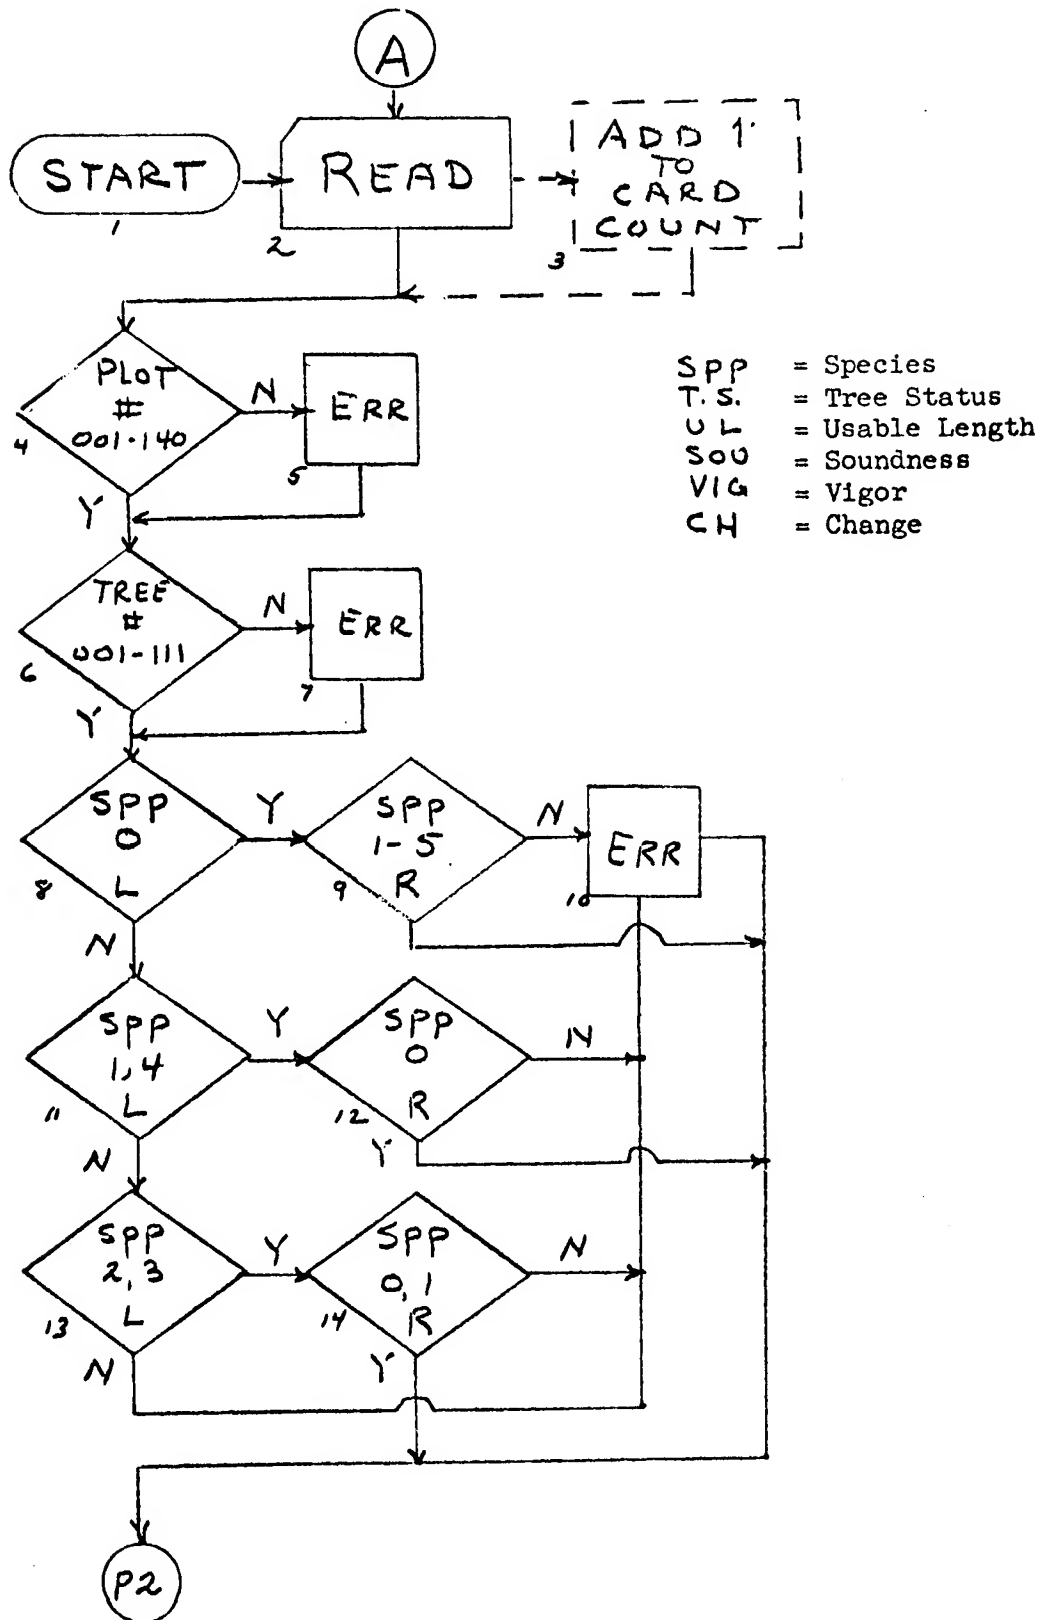 A
START
1
READ
2
ADD 1
TO
CARD
COUNT
3
SPP = Species
T.S. = Tree Status
UL = Usable Length
SOU = Soundness
VIG = Vigor
CH = Change
PLOT
#
001-140
4
N
ERR
5
Y
TREE
#
001-111
6
N
ERR
7
Y
SPP
0
L
8
Y
SPP
1-5
R
9
N
ERR
10
N
SPP
1,4
L
11
Y
SPP
0
R
12
N
Y
N
SPP
2,3
L
13
Y
SPP
0,1
R
14
N
Y
N
P2